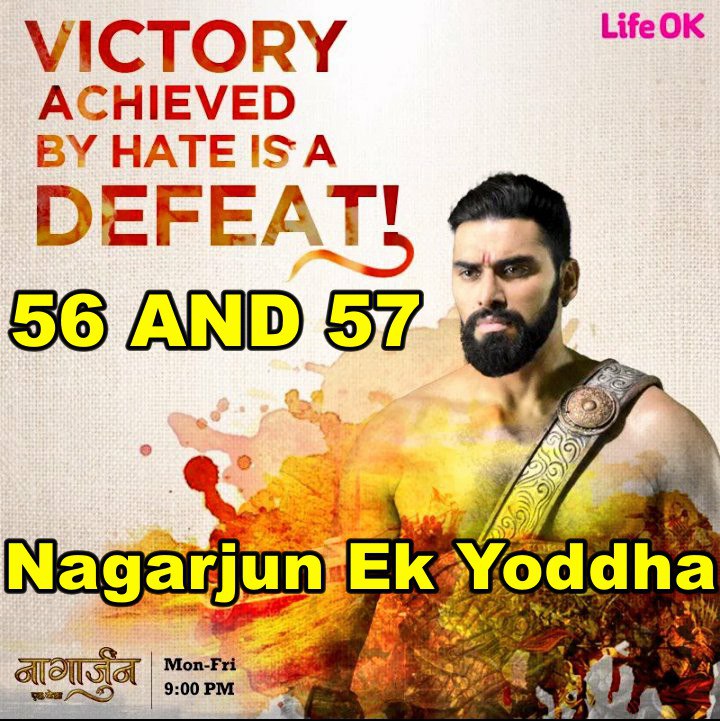 Life OK
VICTORY
ACHIEVED
BY HATE IS A
DEFEAT!
56 AND 57
Nagarjun Ek Yoddha
नागार्जुन
एक योद्धा
Mon-Fri
9:00 PM